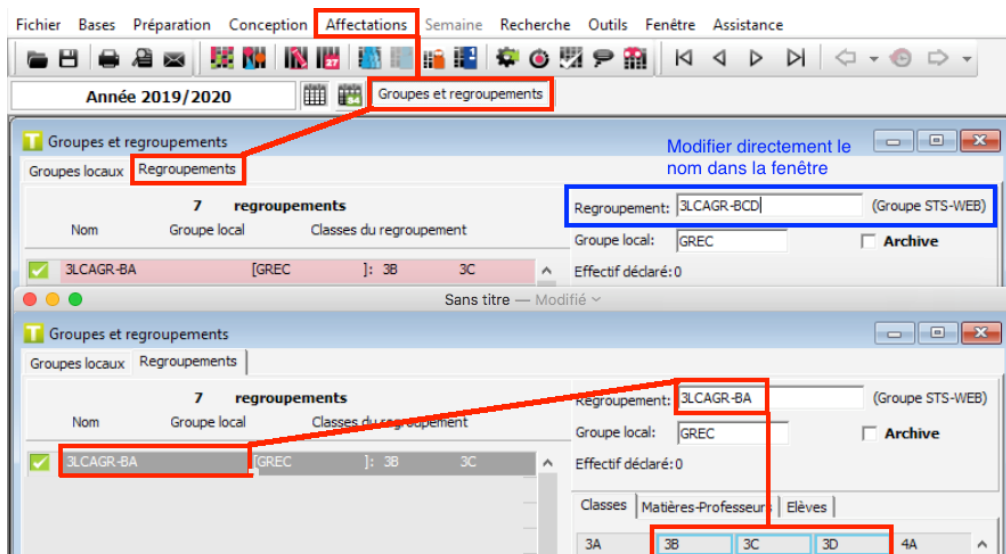 Fichier Bases Préparation Conception Affectations Semaine Recherche Outils Fenêtre Assistance
27
Année 2019/2020 Groupes et regroupements
T Groupes et regroupements
Modifier directement le
nom dans la fenêtre
Groupes locaux Regroupements
7 regroupements
Regroupement: 3LCAGR-BCD (Groupe STS-WEB)
Nom Groupe local Classes du regroupement
Groupe local: GREC Archive
3LCAGR-BA [GREC ]: 3B 3C
Effectif déclaré:0
Sans titre — Modifié
T Groupes et regroupements
Groupes locaux Regroupements
7 regroupements
Regroupement: 3LCAGR-BA (Groupe STS-WEB)
Nom Groupe local Classes du regroupement
Groupe local: GREC Archive
3LCAGR-BA [GREC ]: 3B 3C
Effectif déclaré:0
Classes Matières-Professeurs Elèves
3A 3B 3C 3D 4A